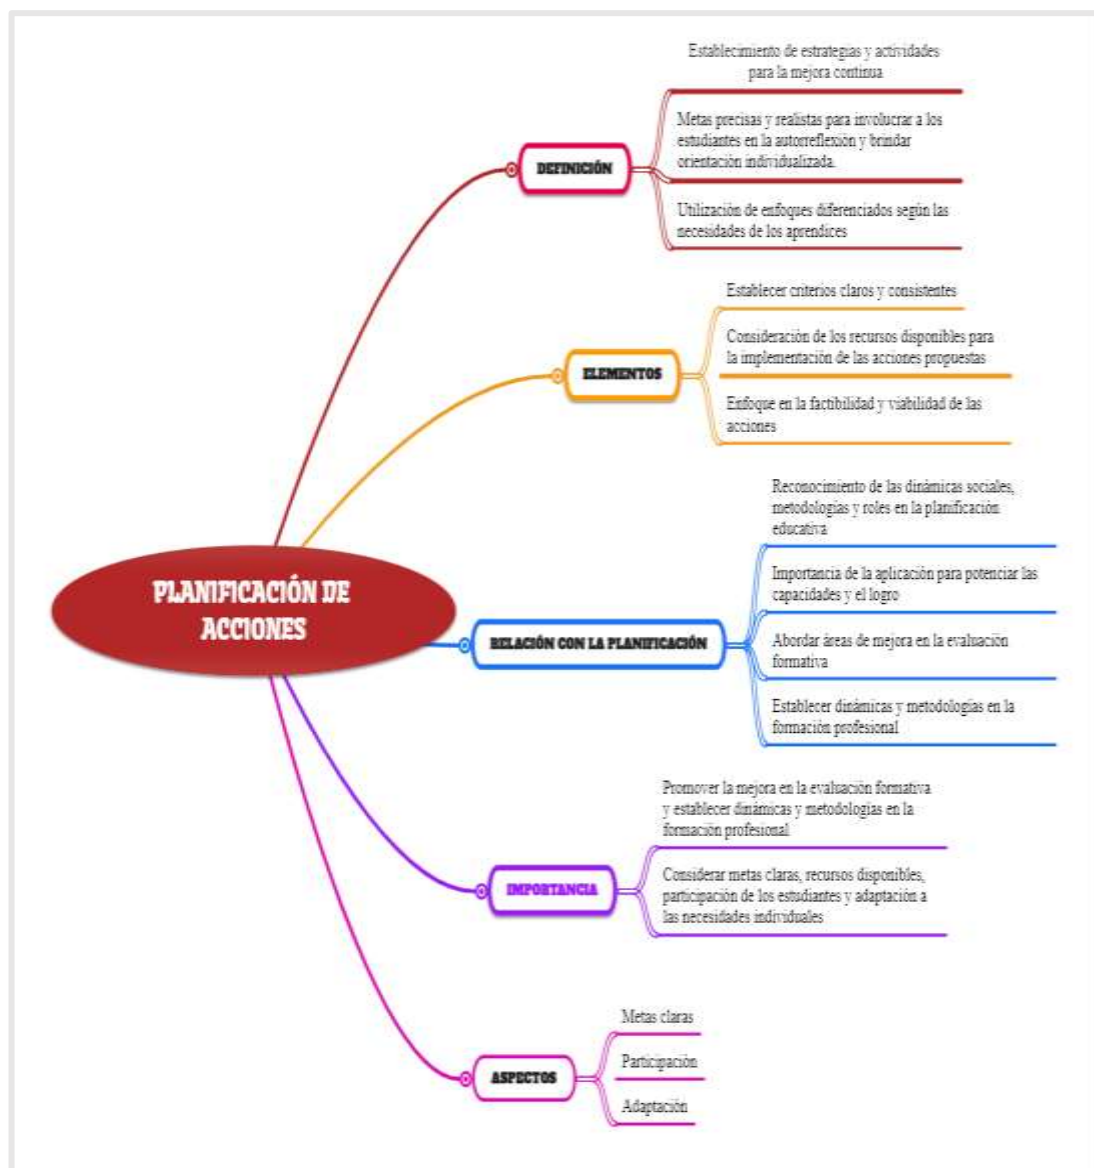 PLANIFICACIÓN DE
ACCIONES
DEFINICIÓN
Establecimiento de estrategias y actividades
para la mejora continua
Metas precisas y realistas para involucrar a los
estudiantes en la autorreflexión y brindar
orientación individualizada.
Utilización de enfoques diferenciados según las
necesidades de los aprendices
ELEMENTOS
Establecer criterios claros y consistentes
Consideración de los recursos disponibles para
la implementación de las acciones propuestas
Enfoque en la factibilidad y viabilidad de las
acciones
RELACIÓN CON LA PLANIFICACIÓN
Reconocimiento de las dinámicas sociales,
metodologías y roles en la planificación
educativa
Importancia de la aplicación para potenciar las
capacidades y el logro
Abordar áreas de mejora en la evaluación
formativa
Establecer dinámicas y metodologías en la
formación profesional
IMPORTANCIA
Promover la mejora en la evaluación formativa
y establecer dinámicas y metodologías en la
formación profesional
Considerar metas claras, recursos disponibles,
participación de los estudiantes y adaptación a
las necesidades individuales
ASPECTOS
Metas claras
Participación
Adaptación